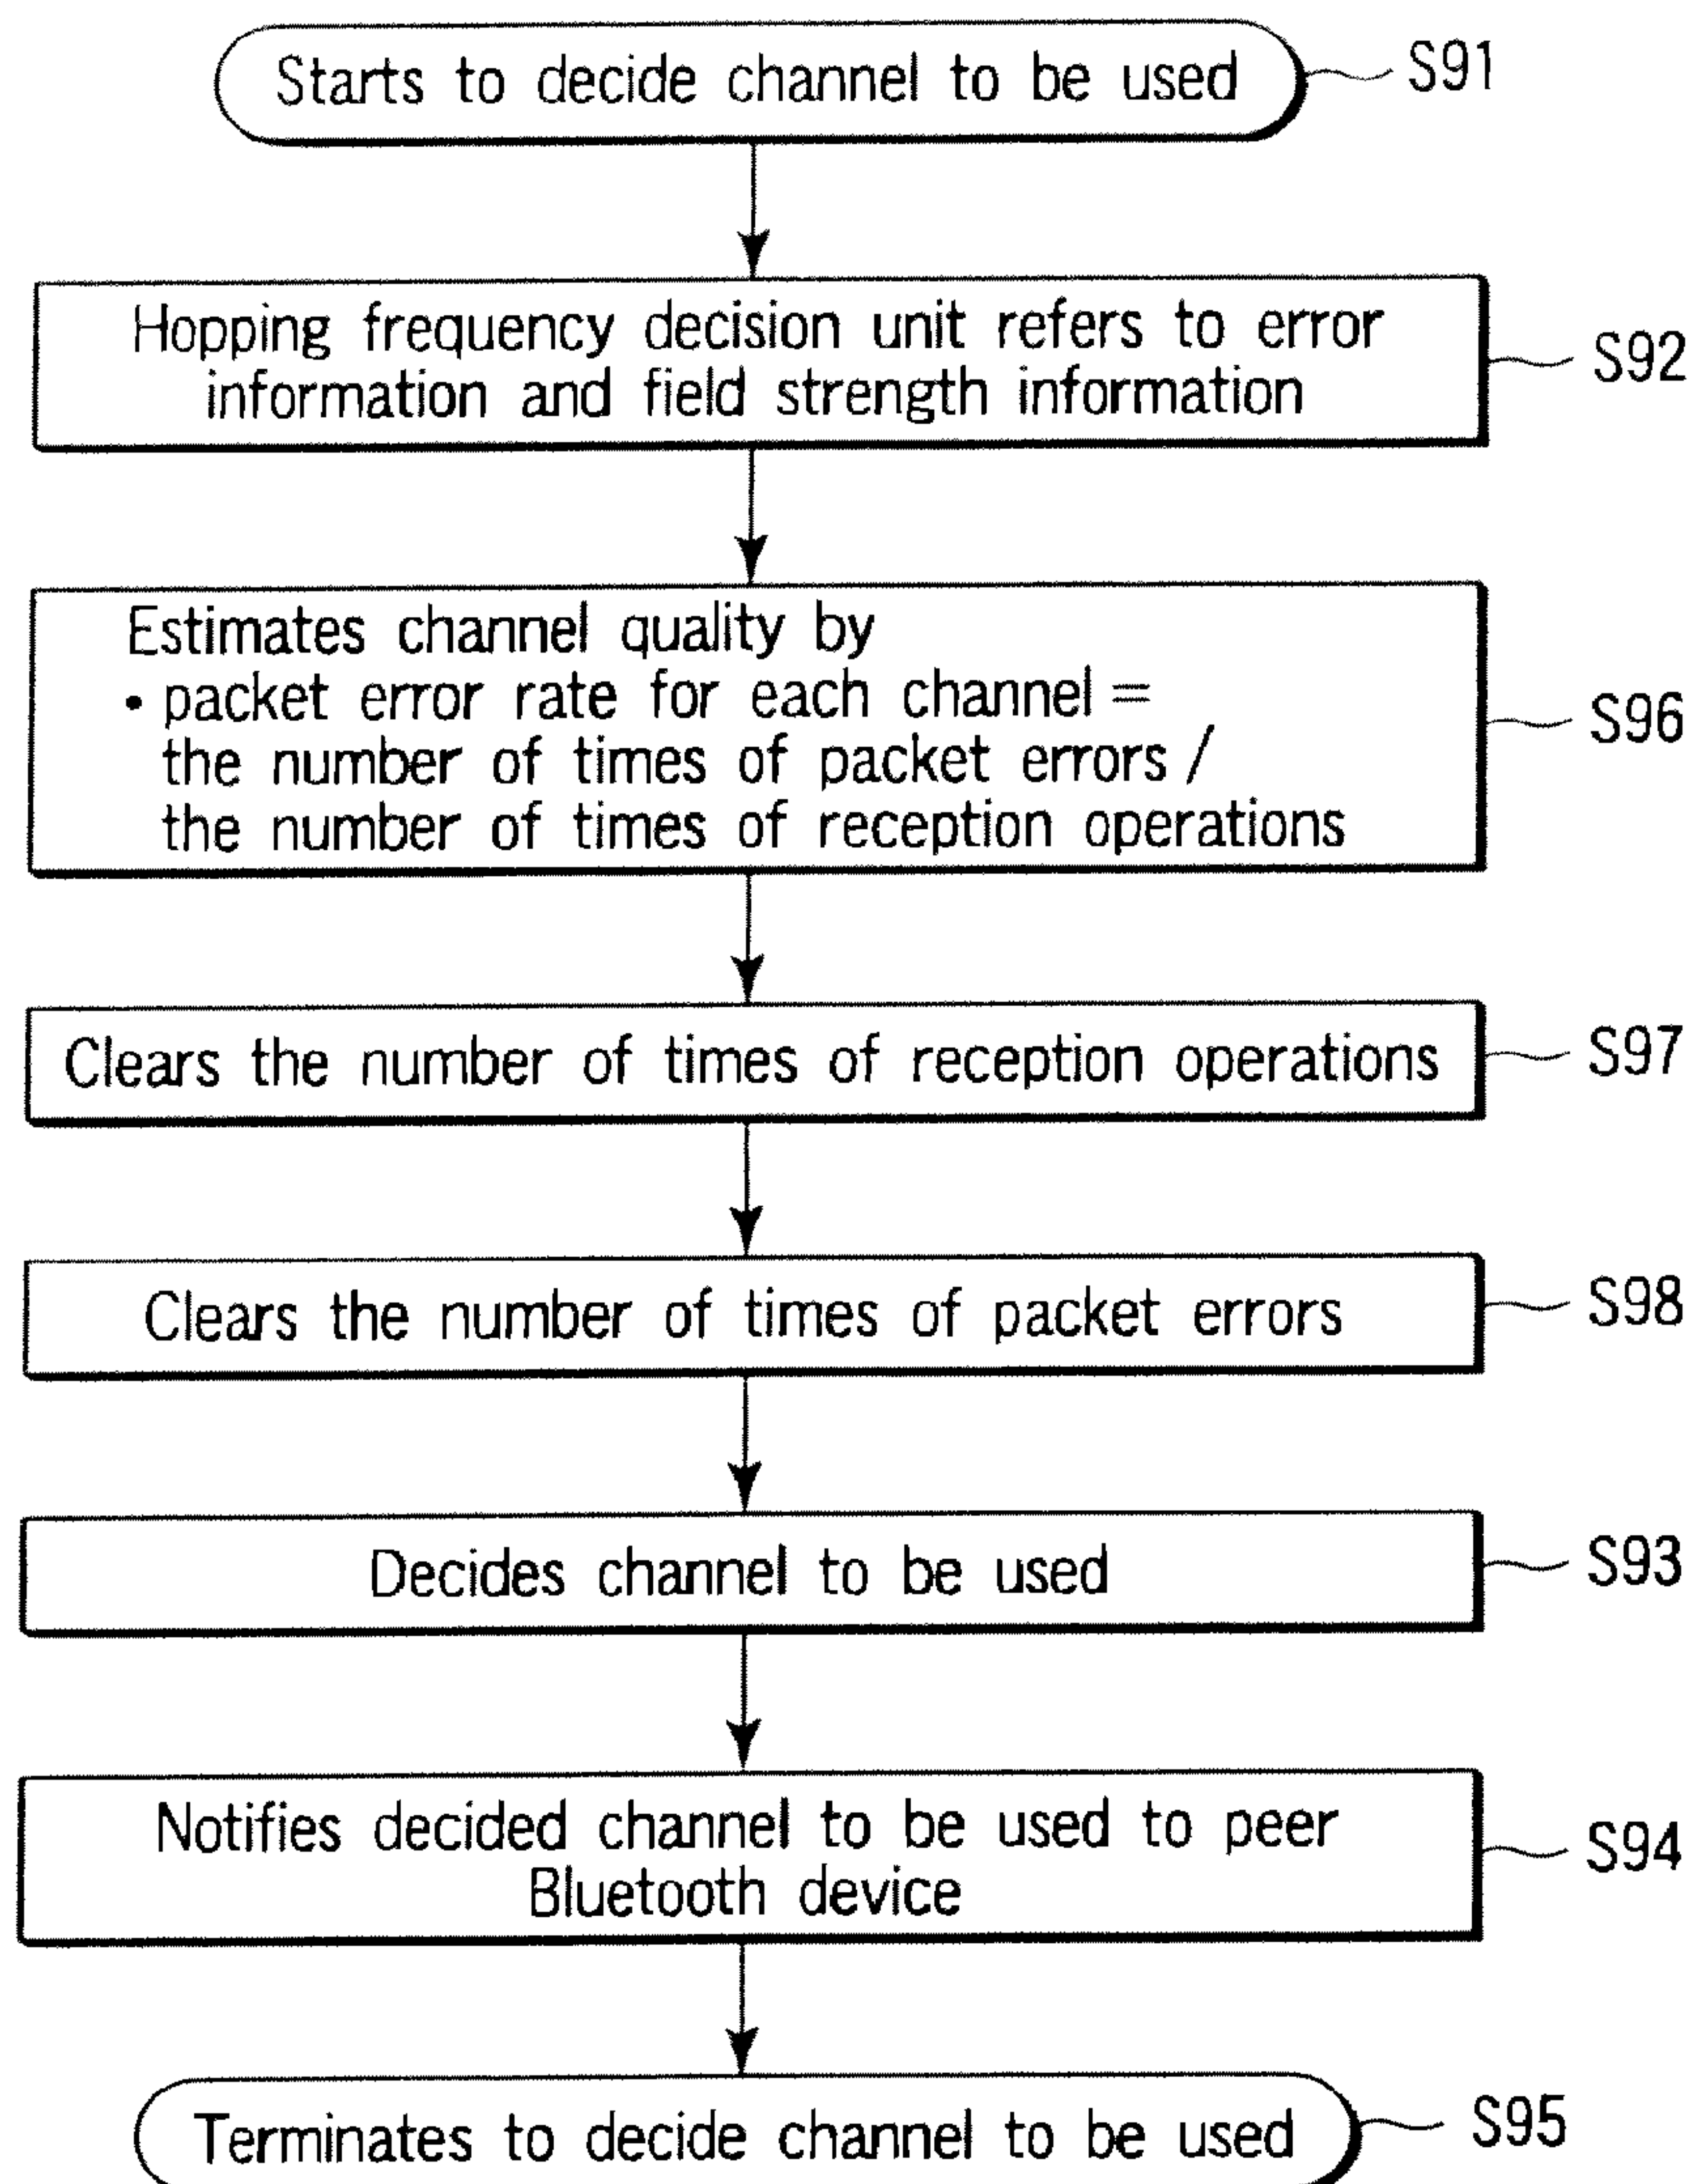 Starts to decide channel to be used
S91
Hopping frequency decision unit refers to error
information and field strength information
S92
Estimates channel quality by
• packet error rate for each channel =
the number of times of packet errors /
the number of times of reception operations
S96
Clears the number of times of reception operations
S97
Clears the number of times of packet errors
S98
Decides channel to be used
S93
Notifies decided channel to be used to peer
Bluetooth device
S94
Terminates to decide channel to be used
S95